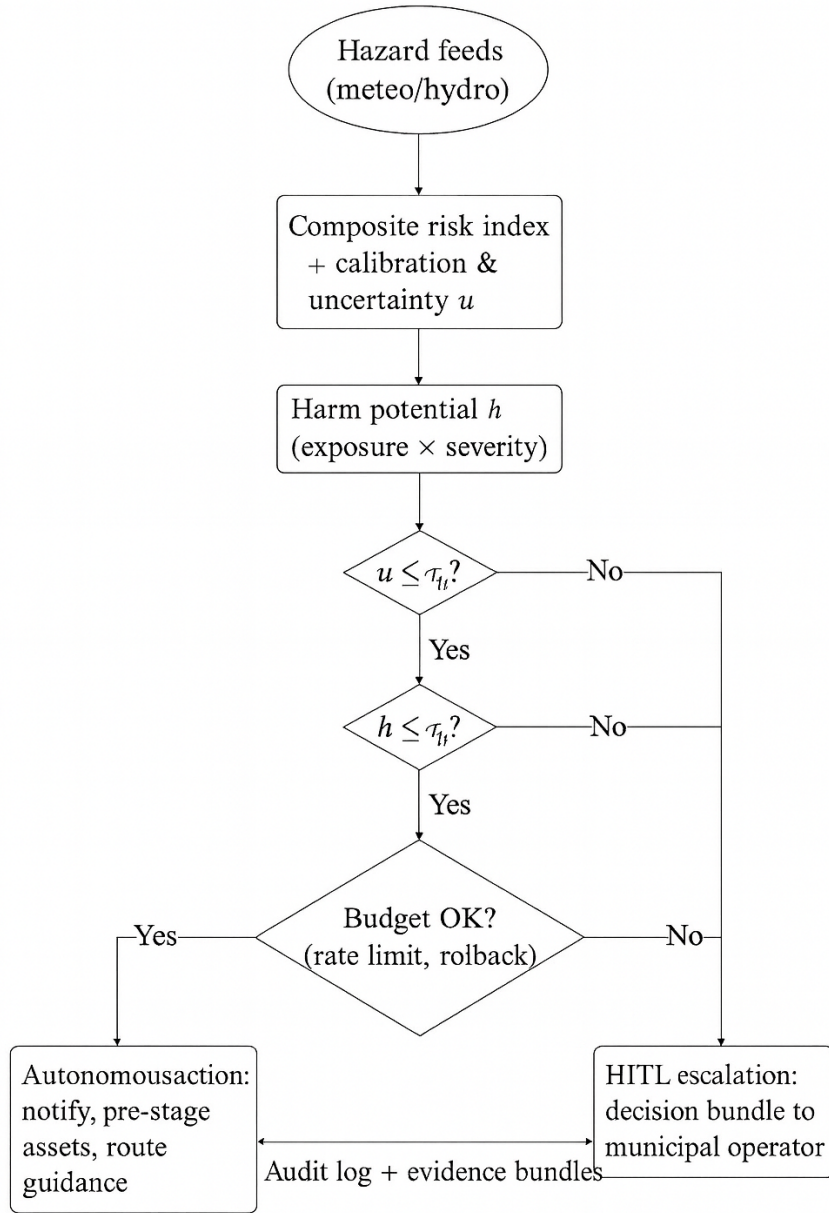 Hazard feeds
(meteo/hydro)
Composite risk index
+ calibration &
uncertainty u
Harm potential h
(exposure × severity)
u ≤ τ?
No
Yes
h ≤ τ?
No
Yes
Budget OK?
(rate limit, rolback)
Yes
No
Autonomousaction:
notify, pre-stage
assets, route
guidance
HITL escalation:
decision bundle to
municipal operator
Audit log + evidence bundles